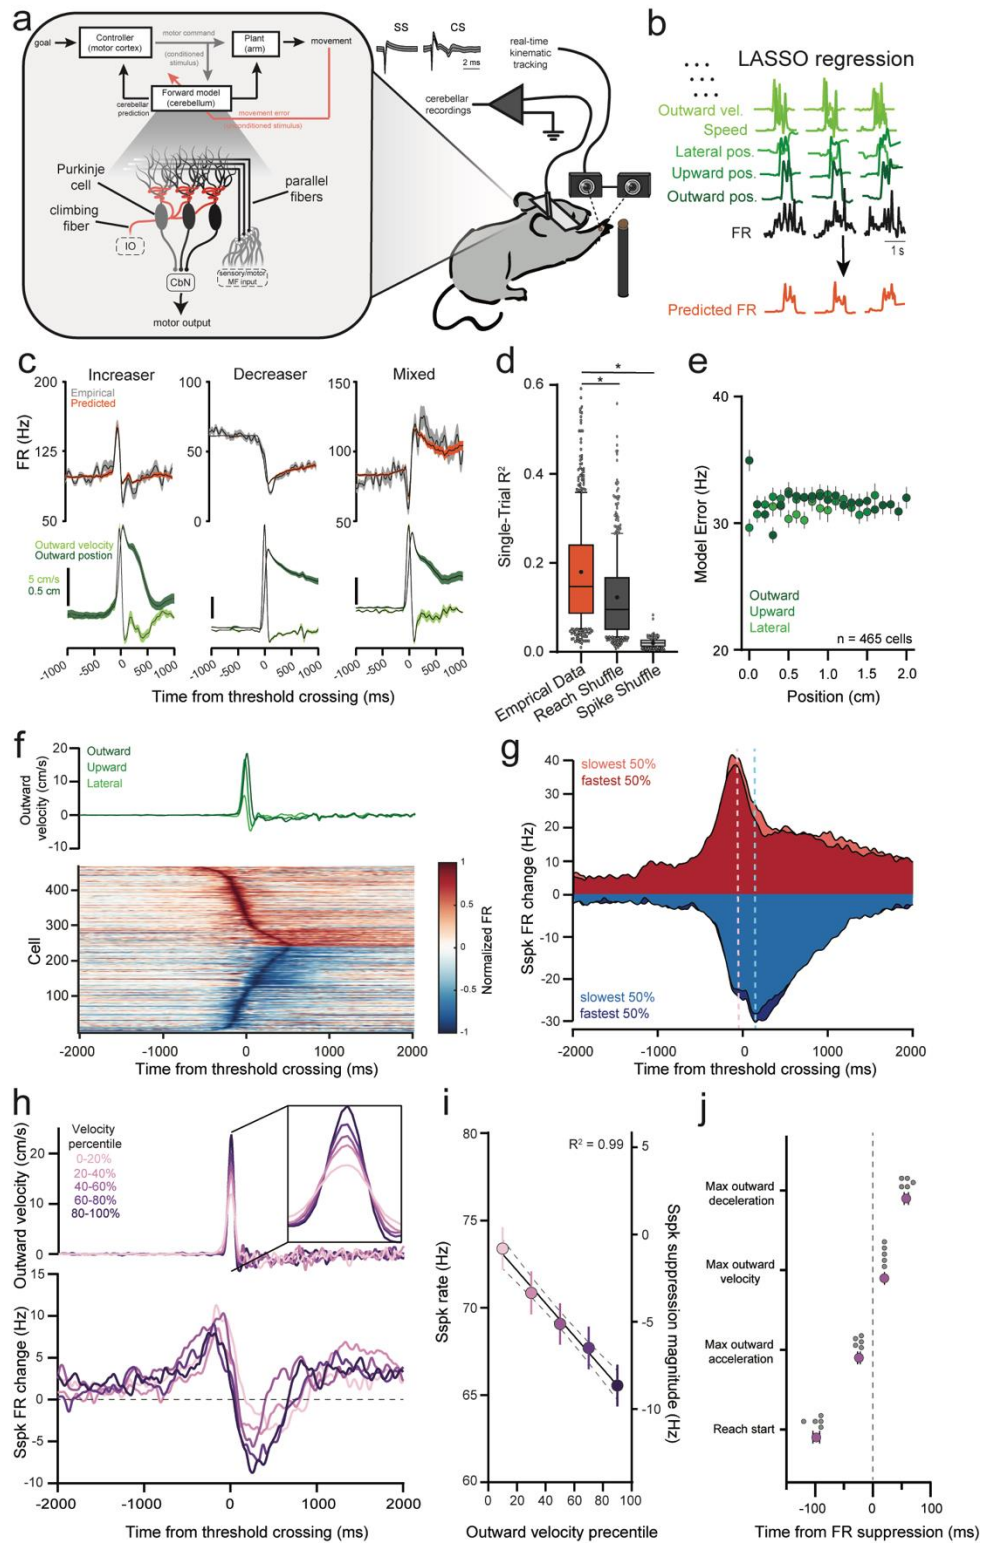 a
goal
Controller
(motor cortex)
motor command
(conditioned
stimulus)
Plant
(arm)
movement
Forward model
(cerebellum)
cerebellar
prediction
movement error
(unconditioned stimulus)
Purkinje
cell
climbing
fiber
parallel
fibers
IO
CbN
sensory/motor
MF input
motor output
SS
CS
2 ms
real-time
kinematic
tracking
cerebellar
recordings
b
LASSO regression
Outward vel.
Speed
Lateral pos.
Upward pos.
Outward pos.
FR
1 s
Predicted FR
c
Increaser
Decreaser
Mixed
Empirical
Predicted
FR (Hz)
200
125
50
100
50
0
150
100
50
Outward velocity
Outward postion
5 cm/s
0.5 cm
-1000
-500
0
500
1000
-1000
-500
0
500
1000
-1000
-500
0
500
1000
Time from threshold crossing (ms)
d
Single-Trial R²
0.6
0.4
0.2
0.0
*
*
Emprical Data
Reach Shuffle
Spike Shuffle
e
Model Error (Hz)
40
30
20
Outward
Upward
Lateral
n = 465 cells
0.0
0.5
1.0
1.5
2.0
Position (cm)
f
Outward
velocity (cm/s)
20
10
0
-10
Outward
Upward
Lateral
Cell
400
300
200
100
1
0.5
0
-0.5
-1
Normalized FR
-2000
-1000
0
1000
2000
Time from threshold crossing (ms)
g
slowest 50%
fastest 50%
Sspk FR change (Hz)
40
30
20
10
0
-10
-20
-30
slowest 50%
fastest 50%
-2000
-1000
0
1000
2000
Time from threshold crossing (ms)
h
Velocity
percentile
0-20%
20-40%
40-60%
60-80%
80-100%
Outward velocity (cm/s)
20
10
0
Sspk FR change (Hz)
15
10
5
0
-5
-10
-2000
-1000
0
1000
2000
Time from threshold crossing (ms)
i
R² = 0.99
Sspk rate (Hz)
80
75
70
65
60
5
0
-5
-10
Sspk suppression magnitude
(Hz)
0
20
40
60
80
100
Outward velocity precentile
j
Max outward
deceleration
Max outward
velocity
Max outward
acceleration
Reach start
-100
0
100
Time from FR suppression (ms)